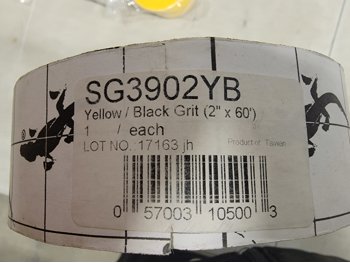 SG3902YB
Yellow / Black Grit (2" x 60')
1 / each
LOT NO. 17163 jh Product of Taiwan
0 57003 10500 3